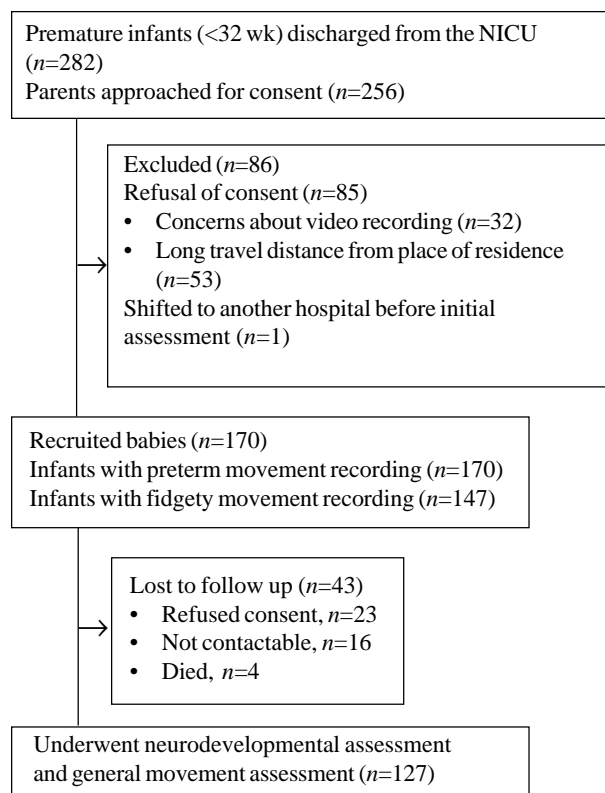 Premature infants (<32 wk) discharged from the NICU
(n=282)
Parents approached for consent (n=256)
Excluded (n=86)
Refusal of consent (n=85)
• Concerns about video recording (n=32)
• Long travel distance from place of residence
(n=53)
Shifted to another hospital before initial
assessment (n=1)
Recruited babies (n=170)
Infants with preterm movement recording (n=170)
Infants with fidgety movement recording (n=147)
Lost to follow up (n=43)
• Refused consent, n=23
• Not contactable, n=16
• Died, n=4
Underwent neurodevelopmental assessment
and general movement assessment (n=127)